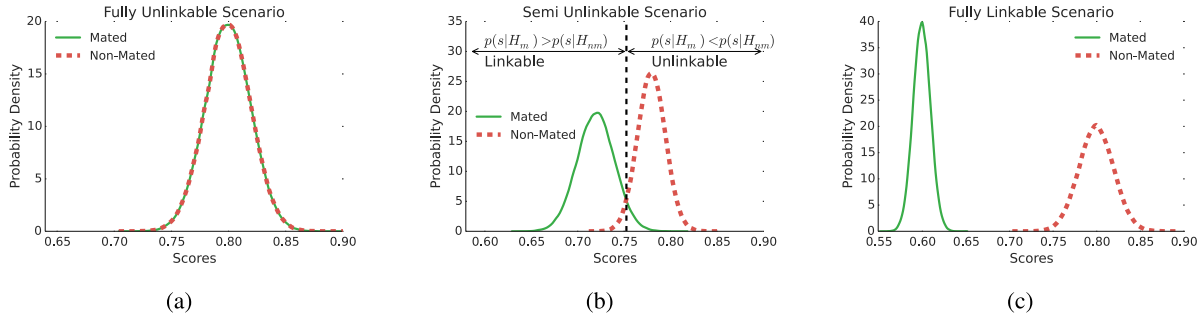 Fully Unlinkable Scenario
20
15
10
5
0
Probability Density
Mated
Non-Mated
0.65 0.70 0.75 0.80 0.85 0.90
Scores
(a)
Semi Unlinkable Scenario
35
30
25
20
15
10
5
0
Probability Density
p(s|H_m) > p(s|H_nm)
Linkable
p(s|H_m) < p(s|H_nm)
Unlinkable
Mated
Non-Mated
0.60 0.65 0.70 0.75 0.80 0.85 0.90
Scores
(b)
Fully Linkable Scenario
40
35
30
25
20
15
10
5
0
Probability Density
Mated
Non-Mated
0.55 0.60 0.65 0.70 0.75 0.80 0.85 0.90
Scores
(c)